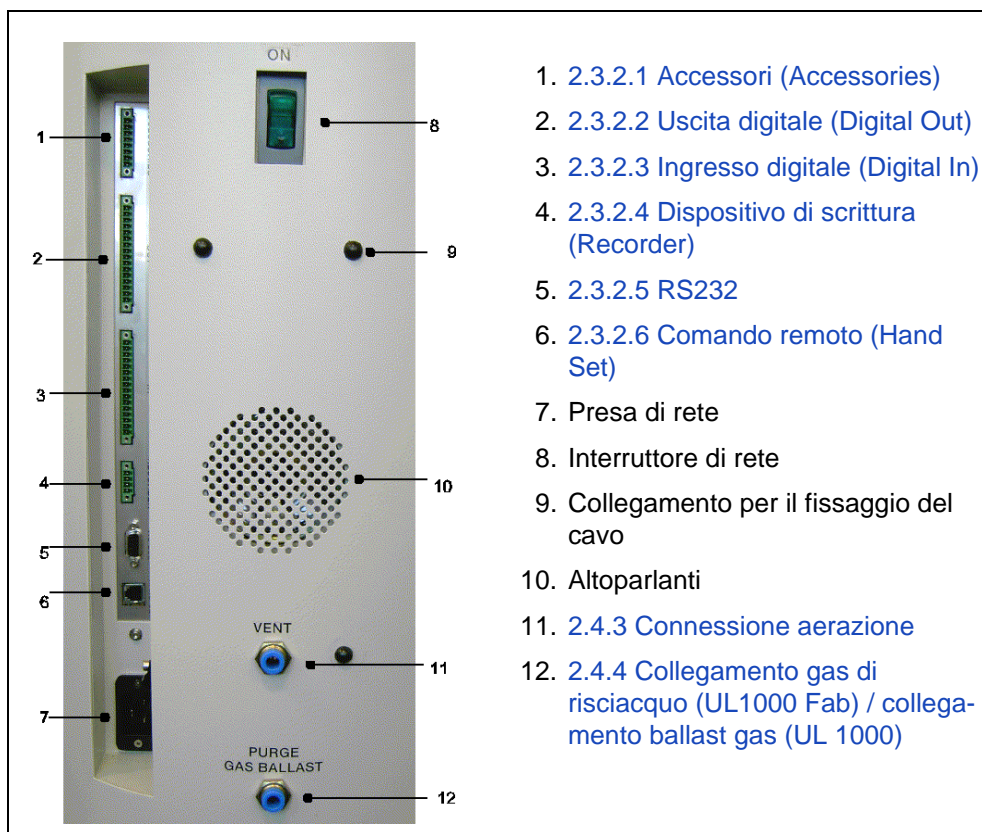 ON
1
2
3
4
5
6
7
8
9
10
VENT
11
PURGE
GAS BALLAST
12
1. 2.3.2.1 Accessori (Accessories)
2. 2.3.2.2 Uscita digitale (Digital Out)
3. 2.3.2.3 Ingresso digitale (Digital In)
4. 2.3.2.4 Dispositivo di scrittura
(Recorder)
5. 2.3.2.5 RS232
6. 2.3.2.6 Comando remoto (Hand
Set)
7. Presa di rete
8. Interruttore di rete
9. Collegamento per il fissaggio del
cavo
10. Altoparlanti
11. 2.4.3 Connessione aerazione
12. 2.4.4 Collegamento gas di
risciacquo (UL1000 Fab) / collega-
mento ballast gas (UL 1000)